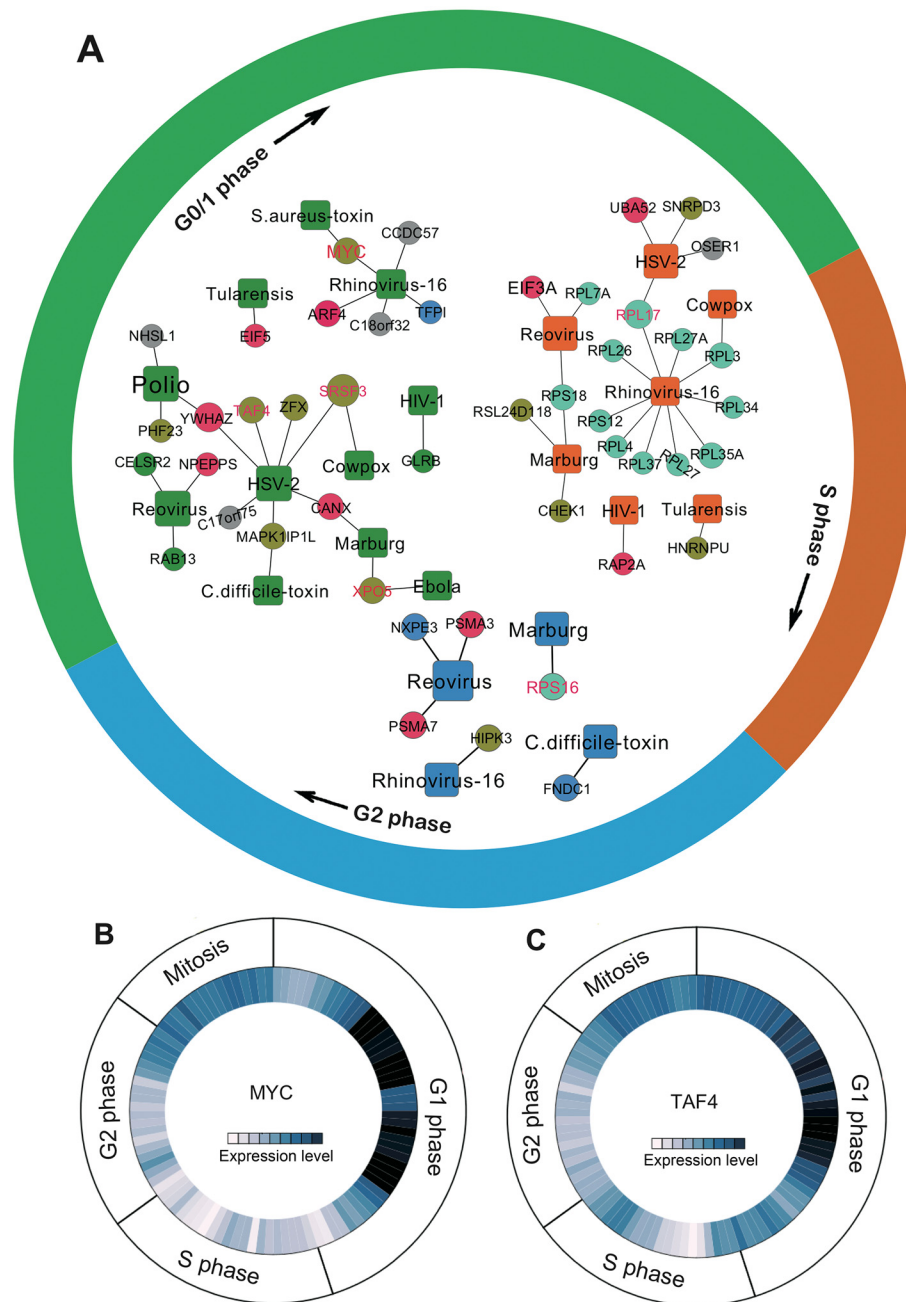 A
G0/1 phase
S.aureus-toxin
MYC
CCDC57
Rhinovirus-16
ARF4
C18orf32
TFPI
Tularensis
EIF5
NHSL1
Polio
PHF23
YWHAZ
TAF4
ZFX
SRSF3
HIV-1
GLRB
CELSR2
NPEPPS
Reovirus
RAB13
HSV-2
C17orf75
Cowpox
CANX
MAPK1IP1L
C.difficile-toxin
Marburg
XPO5
Ebola
UBA52
SNRPD3
HSV-2
OSER1
EIF3A
RPL7A
Reovirus
RPL17
Cowpox
RPL26
RPL27A
RPL3
Rhinovirus-16
RPS18
RSL24D118
RPS12
RPL34
RPL4
RPL37
RPL27
RPL35A
Marburg
CHEK1
HIV-1
RAP2A
Tularensis
HNRNPU
S phase
NXPE3
PSMA3
Reovirus
PSMA7
Marburg
RPS16
HIPK3
Rhinovirus-16
C.difficile-toxin
FNDC1
G2 phase
B
Mitosis
G1 phase
G2 phase
S phase
MYC
Expression level
C
Mitosis
G1 phase
G2 phase
S phase
TAF4
Expression level